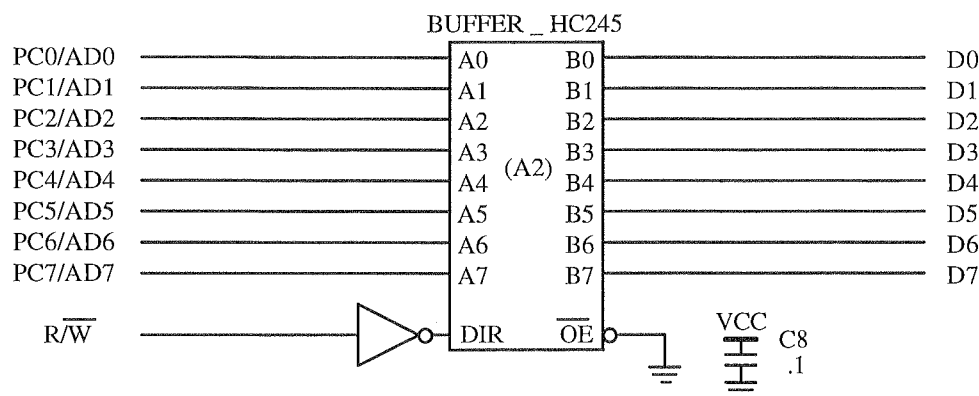 BUFFER _ HC245
PC0/AD0 A0 B0 D0
PC1/AD1 A1 B1 D1
PC2/AD2 A2 B2 D2
PC3/AD3 A3 B3 D3
(A2)
PC4/AD4 A4 B4 D4
PC5/AD5 A5 B5 D5
PC6/AD6 A6 B6 D6
PC7/AD7 A7 B7 D7
R/W̅ DIR O̅E̅
VCC
C8
.1